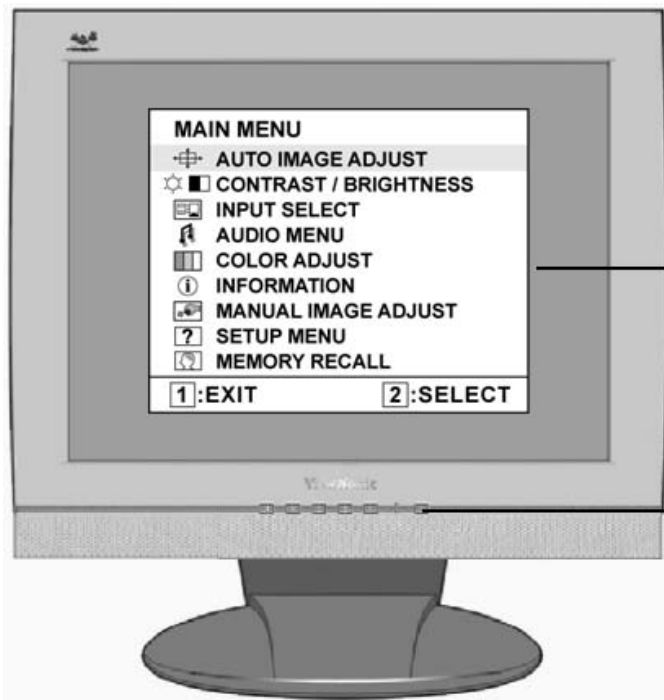 MAIN MENU
AUTO IMAGE ADJUST
CONTRAST / BRIGHTNESS
INPUT SELECT
AUDIO MENU
COLOR ADJUST
INFORMATION
MANUAL IMAGE ADJUST
SETUP MENU
MEMORY RECALL
1:EXIT 2:SELECT
ViewSonic